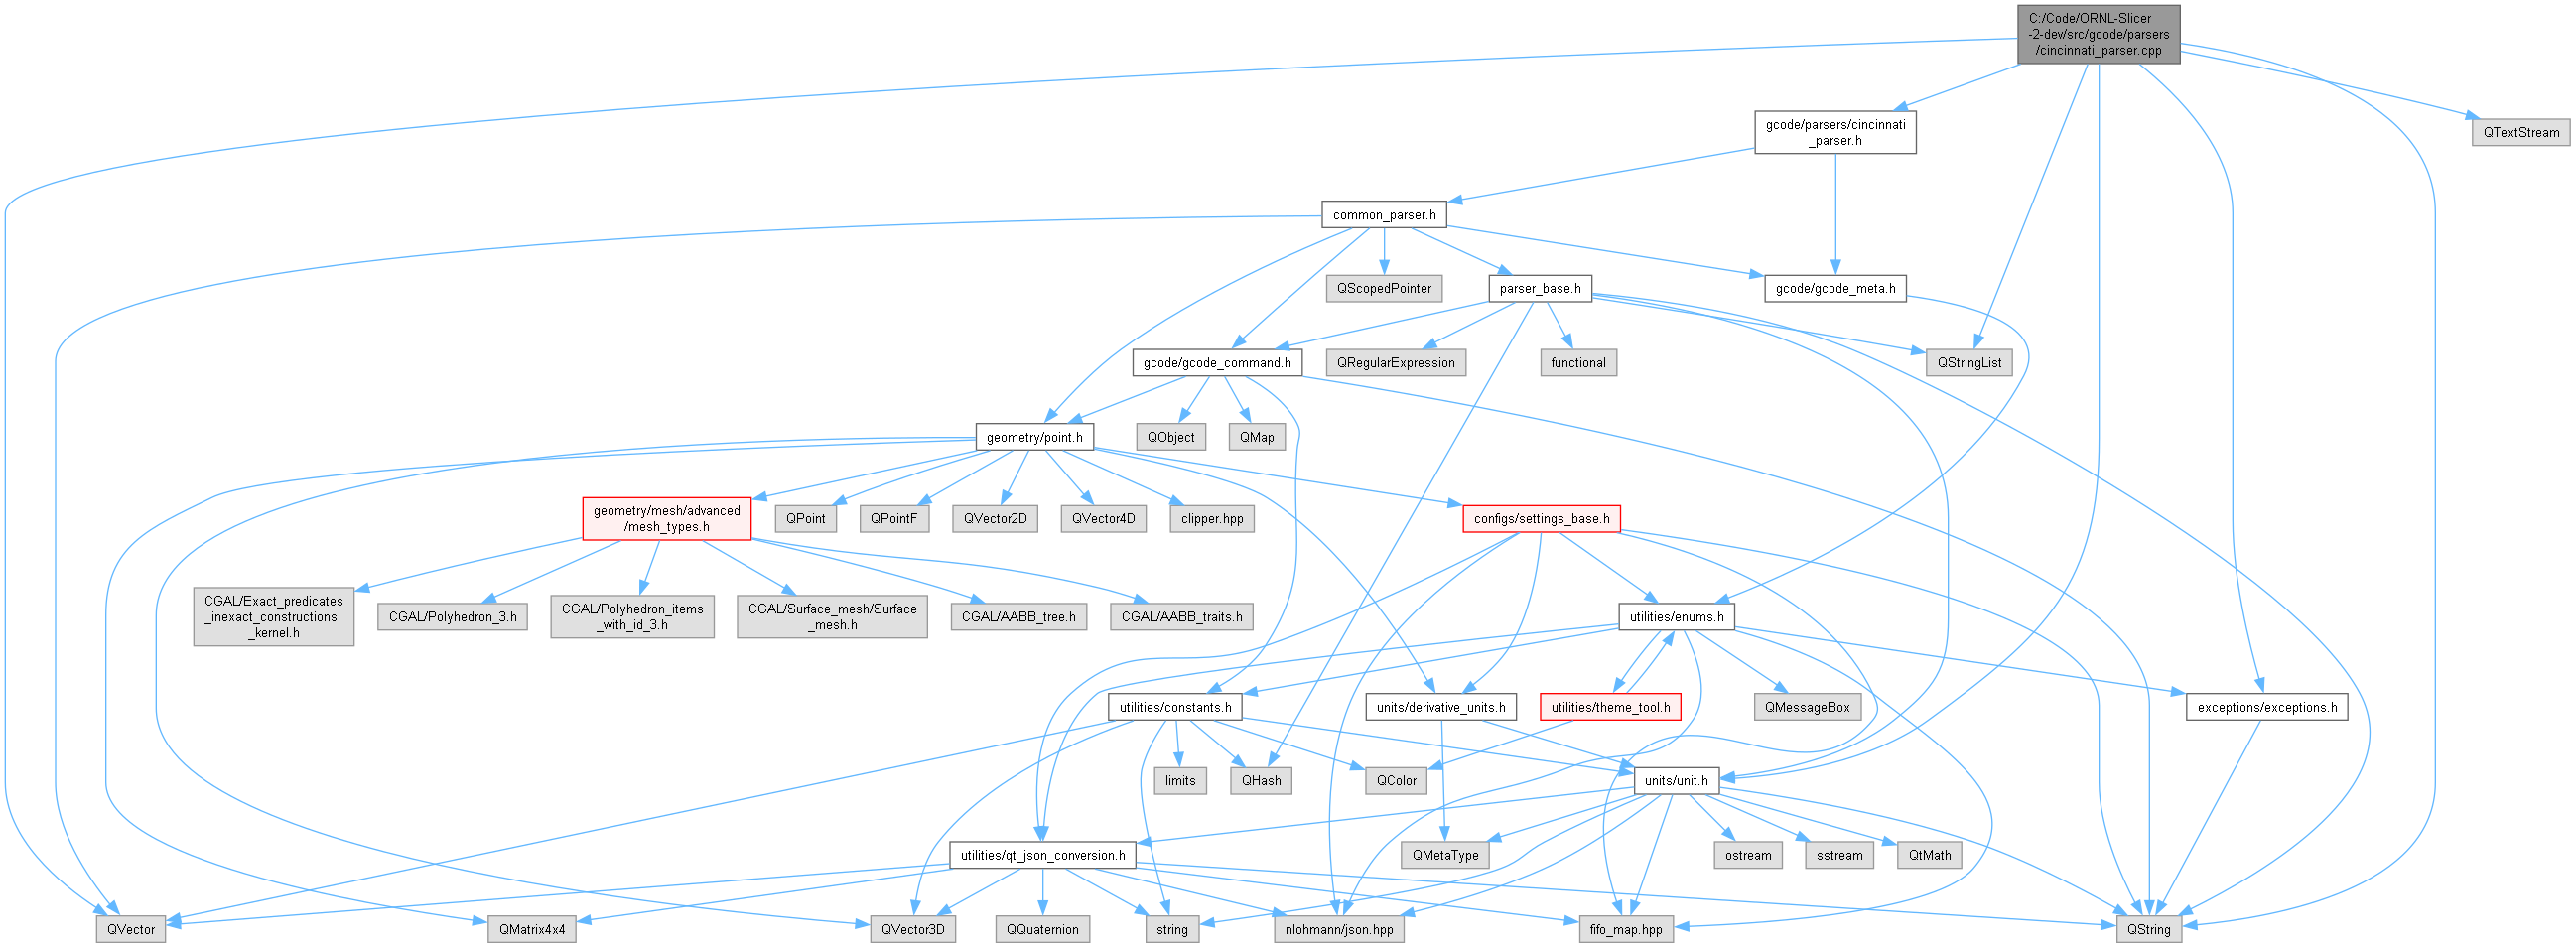 C:/Code/ORNL-Slicer
-2-dev/src/gcode/parsers
/cincinnati_parser.cpp
gcode/parsers/cincinnati
_parser.h
QTextStream
common_parser.h
QScopedPointer
parser_base.h
gcode/gcode_meta.h
gcode/gcode_command.h
QRegularExpression
functional
QStringList
geometry/point.h
QObject
QMap
geometry/mesh/advanced
/mesh_types.h
QPoint
QPointF
QVector2D
QVector4D
clipper.hpp
configs/settings_base.h
CGAL/Exact_predicates
_inexact_constructions
_kernel.h
CGAL/Polyhedron_3.h
CGAL/Polyhedron_items
_with_id_3.h
CGAL/Surface_mesh/Surface
_mesh.h
CGAL/AABB_tree.h
CGAL/AABB_traits.h
utilities/enums.h
utilities/constants.h
units/derivative_units.h
utilities/theme_tool.h
QMessageBox
exceptions/exceptions.h
limits
QHash
QColor
units/unit.h
utilities/qt_json_conversion.h
QMetaType
ostream
sstream
QtMath
QVector
QMatrix4x4
QVector3D
QQuaternion
string
nlohmann/json.hpp
fifo_map.hpp
QString